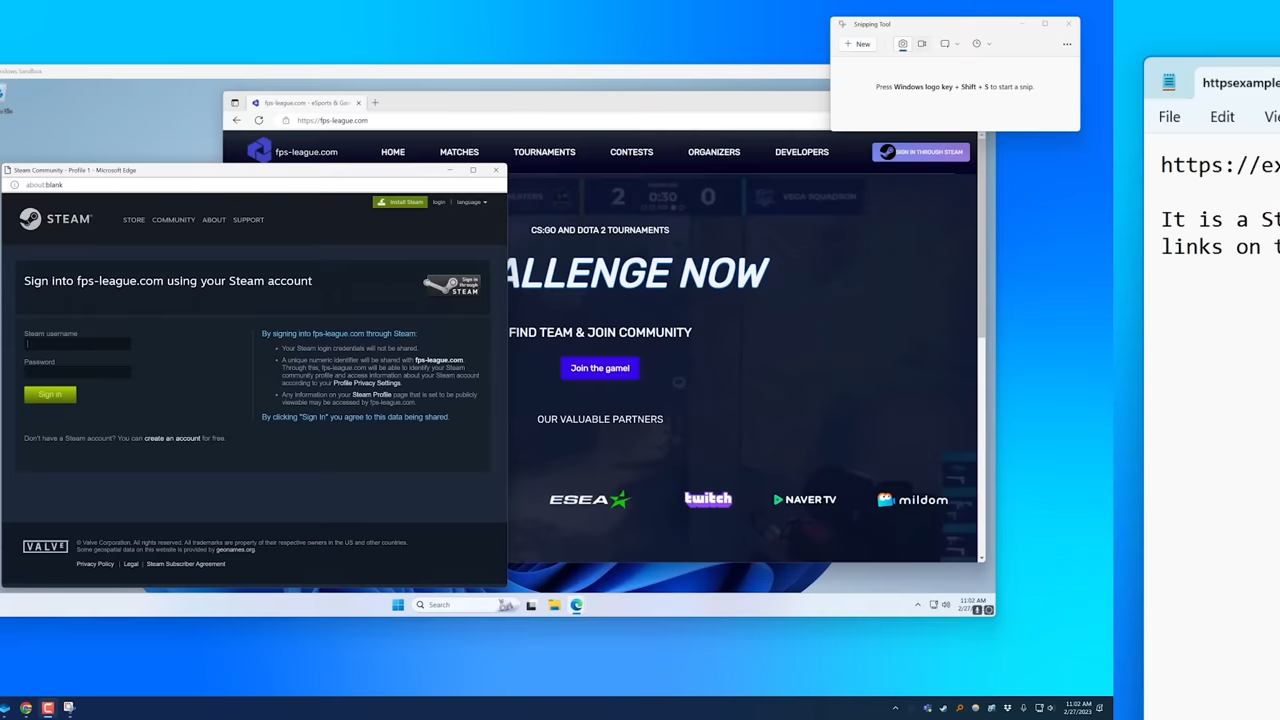 Snipping Tool
New
Press Windows logo key + Shift + S to start a snip.
Windows Sandbox
fps-league.com - eSports & Ga
https://fps-league.com
fps-league.com
HOME
MATCHES
TOURNAMENTS
CONTESTS
ORGANIZERS
DEVELOPERS
SIGN IN THROUGH STEAM
2
0:30
0
VEGA SQUADRON
CS:GO AND DOTA 2 TOURNAMENTS
ALLENGE NOW
FIND TEAM & JOIN COMMUNITY
Join the game!
OUR VALUABLE PARTNERS
ESEA
twitch
NAVER TV
mildom
Steam Community - Profile 1 - Microsoft Edge
about:blank
Install Steam
login
language
STEAM
STORE
COMMUNITY
ABOUT
SUPPORT
Sign into fps-league.com using your Steam account
Sign in
through
STEAM
Steam username
Password
Sign in
By signing into fps-league.com through Steam:
Your Steam login credentials will not be shared.
A unique numeric identifier will be shared with fps-league.com.
Through this, fps-league.com will be able to identify your Steam
community profile and access information about your Steam account
according to your Profile Privacy Settings.
Any information on your Steam Profile page that is set to be publicly
viewable may be accessed by fps-league.com.
By clicking "Sign In" you agree to this data being shared.
Don't have a Steam account? You can create an account for free.
VALVE
© Valve Corporation. All rights reserved. All trademarks are property of their respective owners in the US and other countries.
Some geospatial data on this website is provided by geonames.org.
Privacy Policy | Legal | Steam Subscriber Agreement
Search
11:02 AM
2/27
11:02 AM
2/27/2023
httpsexample
File
Edit
Vi
https://ex
It is a S
links on t